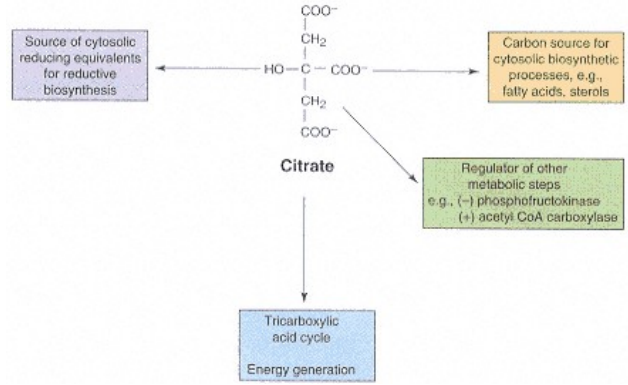 COO⁻
CH₂
HO—C—COO⁻
CH₂
COO⁻
Citrate
Source of cytosolic
reducing equivalents
for reductive
biosynthesis
Carbon source for
cytosolic biosynthetic
processes, e.g.,
fatty acids, sterols
Regulator of other
metabolic steps
e.g., (−) phosphofructokinase
(+) acetyl CoA carboxylase
Tricarboxylic
acid cycle
Energy generation